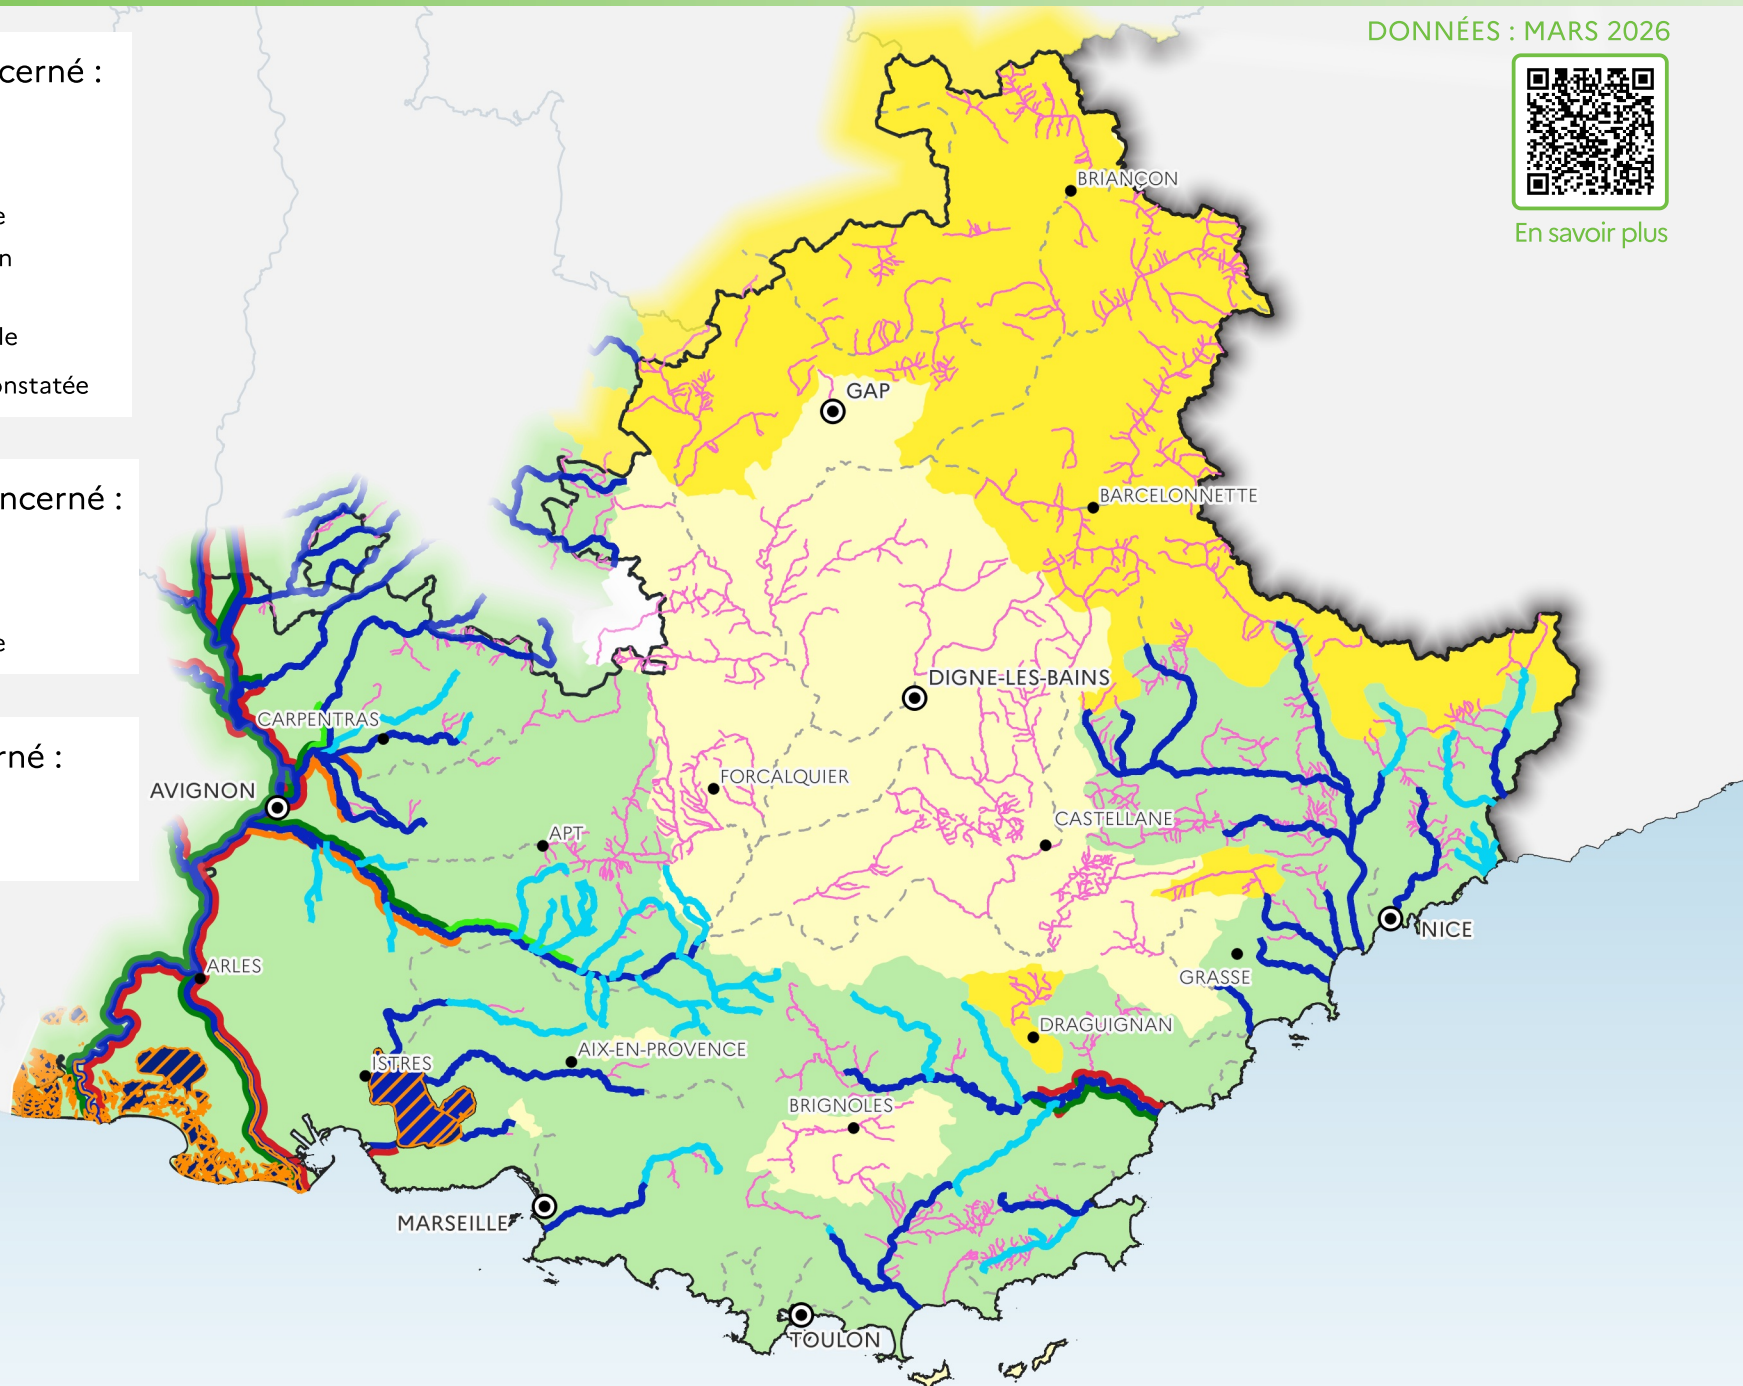 DONNÉES : MARS 2026
cerné :
BRIANÇON
e
En savoir plus
n
le
onstatée
GAP
ncerné :
BARCELONNETTE
e
DIGNE-LES-BAINS
CARPENTRAS
rné :
FORCALQUIER
AVIGNON
CASTELLANE
APT
NICE
ARLES
GRASSE
DRAGUIGNAN
AIX-EN-PROVENCE
ISTRES
BRIGNOLES
MARSEILLE
TOULON